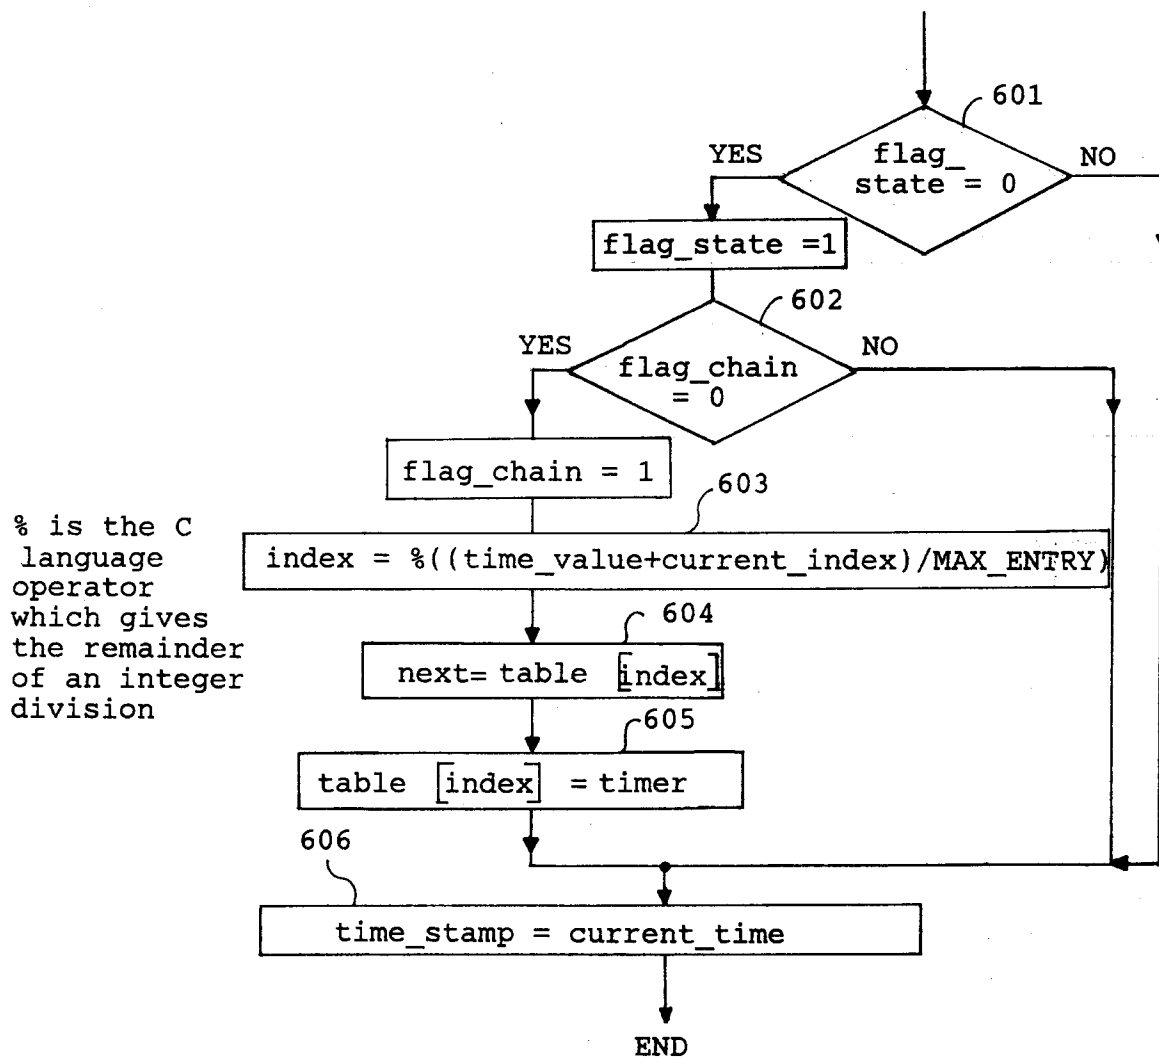 601
YES
flag_
state = 0
NO
flag_state =1
602
YES
flag_chain
= 0
NO
flag_chain = 1
603
% is the C
language
operator
which gives
the remainder
of an integer
division
index = %((time_value+current_index)/MAX_ENTRY)
604
next= table [index]
605
table [index] = timer
606
time_stamp = current_time
END